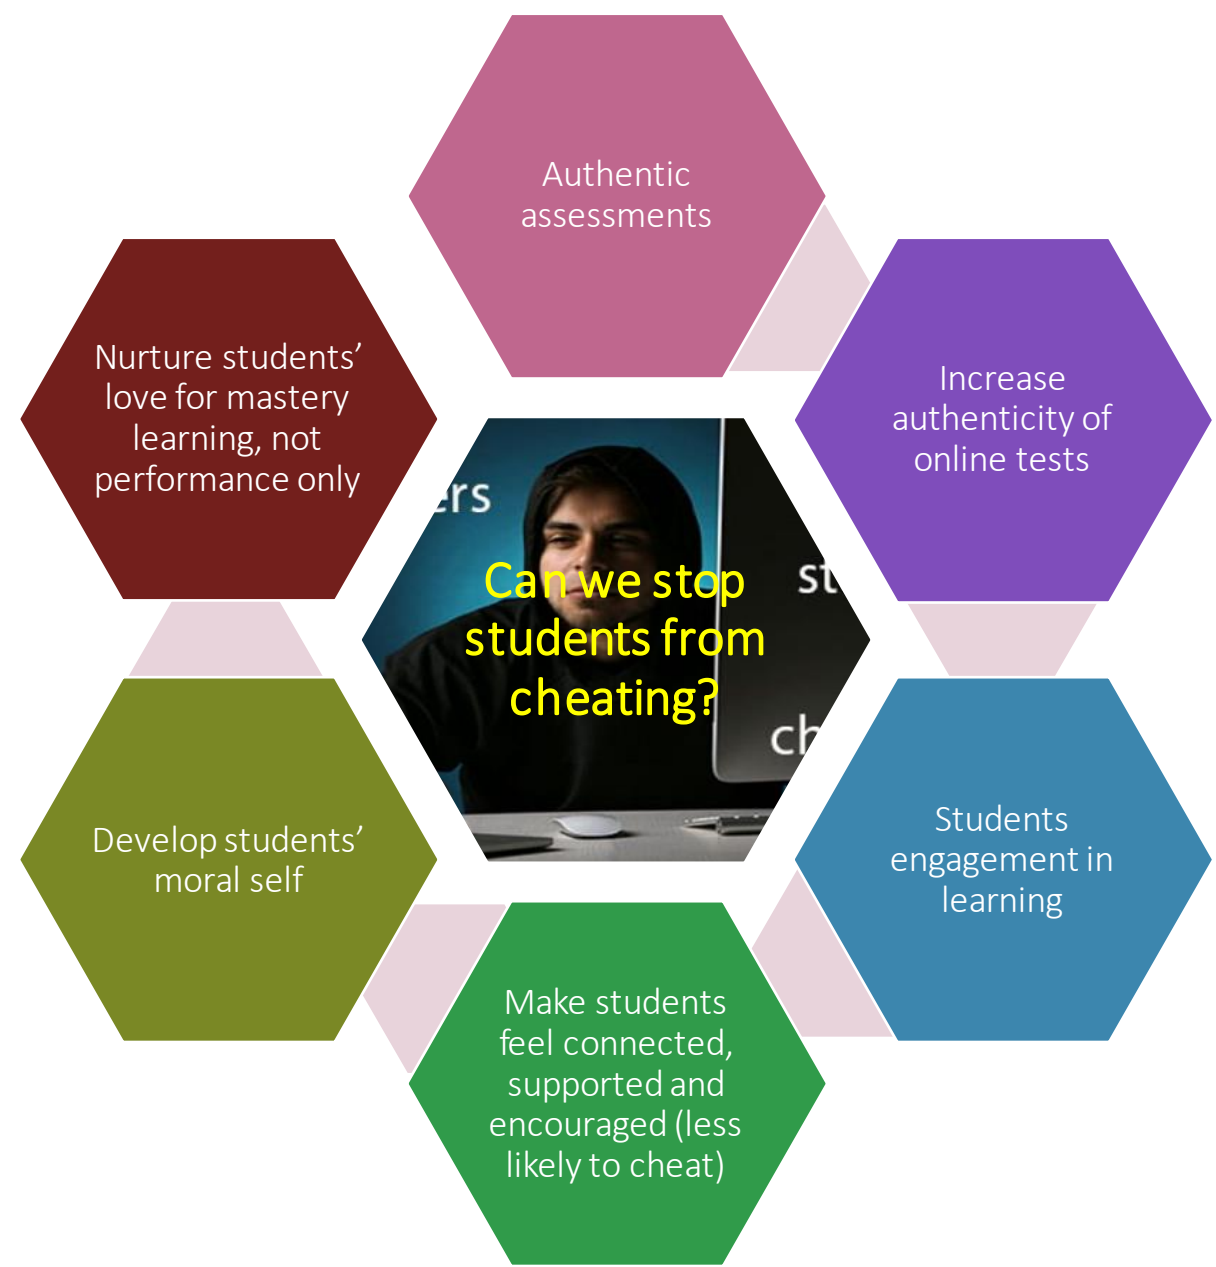 Authentic
assessments
Increase
authenticity of
online tests
Students
engagement in
learning
Make students
feel connected,
supported and
encouraged (less
likely to cheat)
Develop students’
moral self
Nurture students’
love for mastery
learning, not
performance only
Can we stop
students from
cheating?